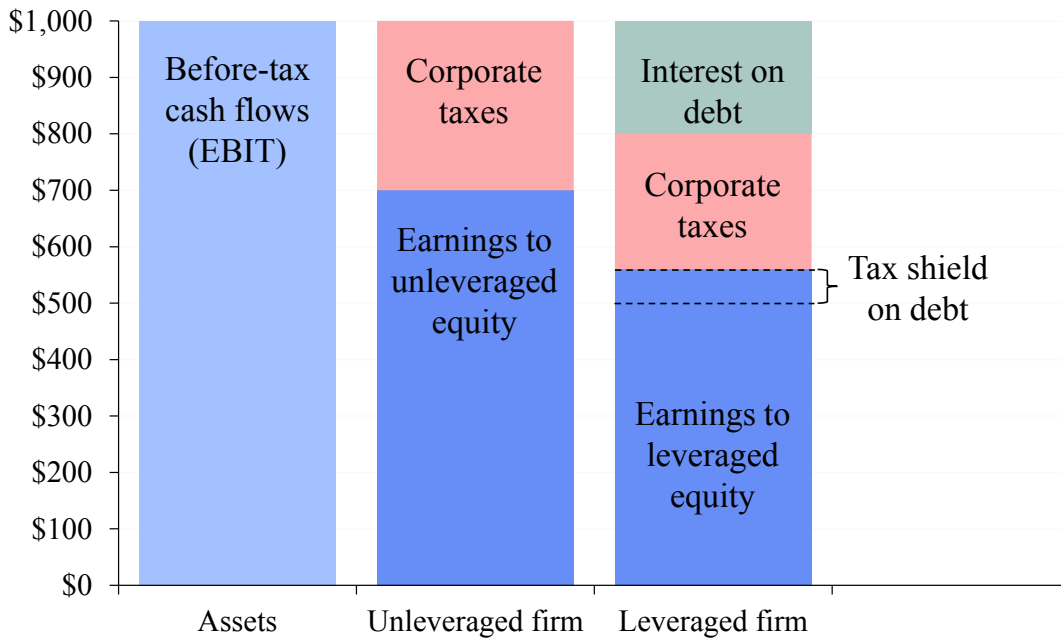 $1,000
$900
$800
$700
$600
$500
$400
$300
$200
$100
$0
Before-tax
cash flows
(EBIT)
Corporate
taxes
Earnings to
unleveraged
equity
Interest on
debt
Corporate
taxes
Tax shield
on debt
Earnings to
leveraged
equity
Assets
Unleveraged firm
Leveraged firm